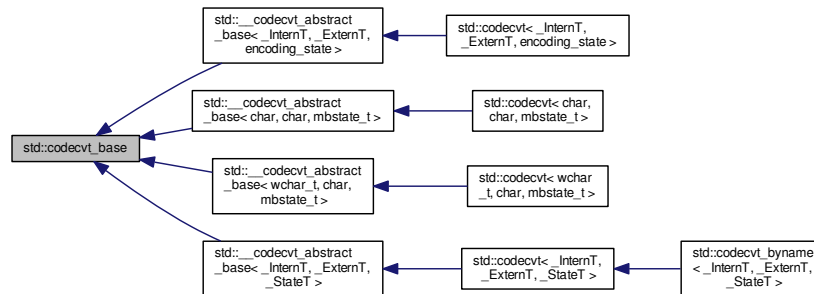 std::__codecvt_abstract
_base< _InternT, _ExternT,
encoding_state >
std::codecvt< _InternT,
_ExternT, encoding_state >
std::__codecvt_abstract
_base< char, char, mbstate_t >
std::codecvt< char,
char, mbstate_t >
std::codecvt_base
std::__codecvt_abstract
_base< wchar_t, char,
mbstate_t >
std::codecvt< wchar
_t, char, mbstate_t >
std::__codecvt_abstract
_base< _InternT, _ExternT,
_StateT >
std::codecvt< _InternT,
_ExternT, _StateT >
std::codecvt_byname
< _InternT, _ExternT,
_StateT >